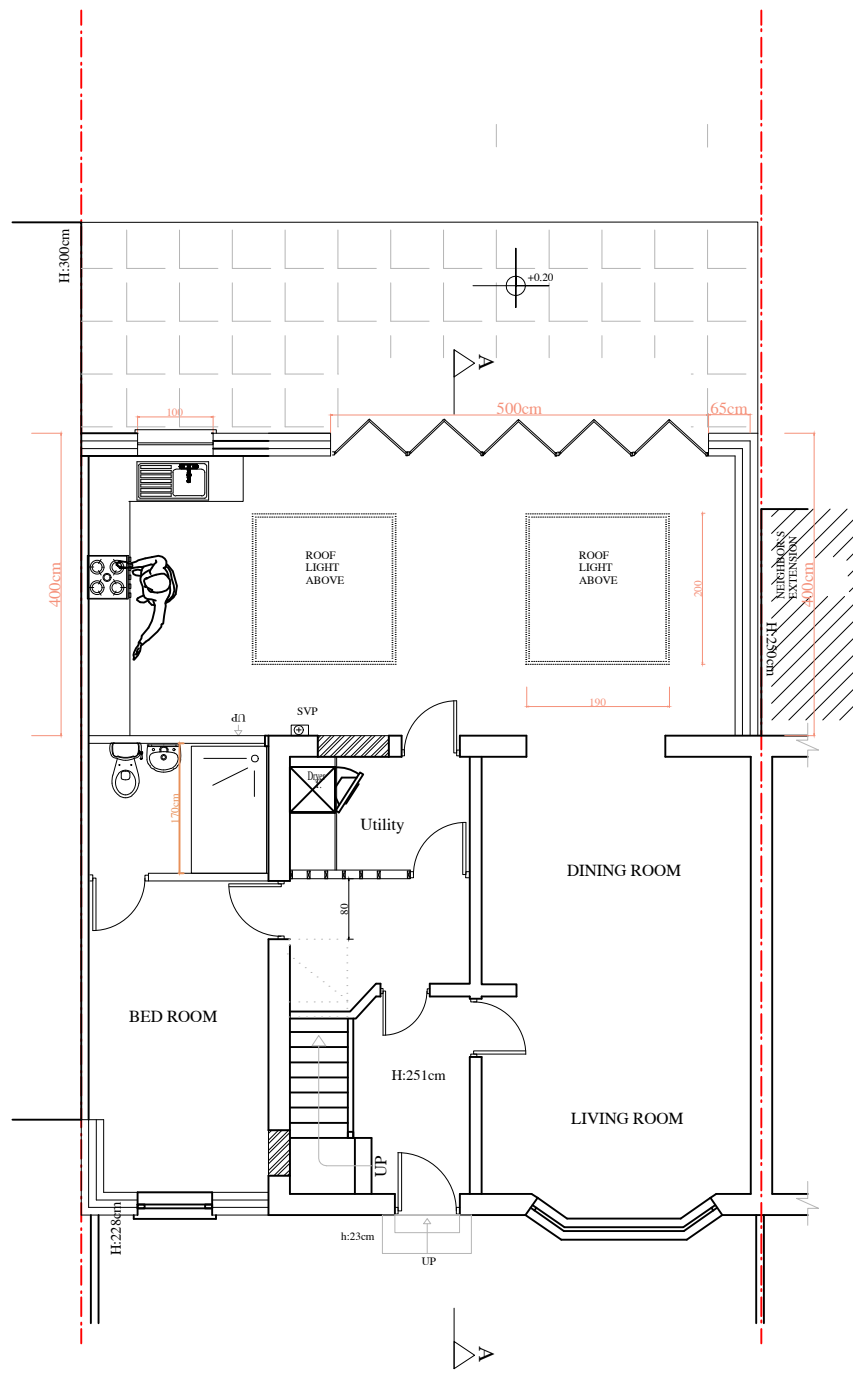 H:300cm
+0.20
A
100
500cm
65cm
400cm
ROOF
LIGHT
ABOVE
ROOF
LIGHT
ABOVE
200
190
NEIGHBOR,S
EXTENSION
400cm
H:250cm
UP
SVP
170cm
Dryer
Utility
80
DINING ROOM
BED ROOM
H:251cm
LIVING ROOM
UP
H:228cm
h:23cm
UP
A